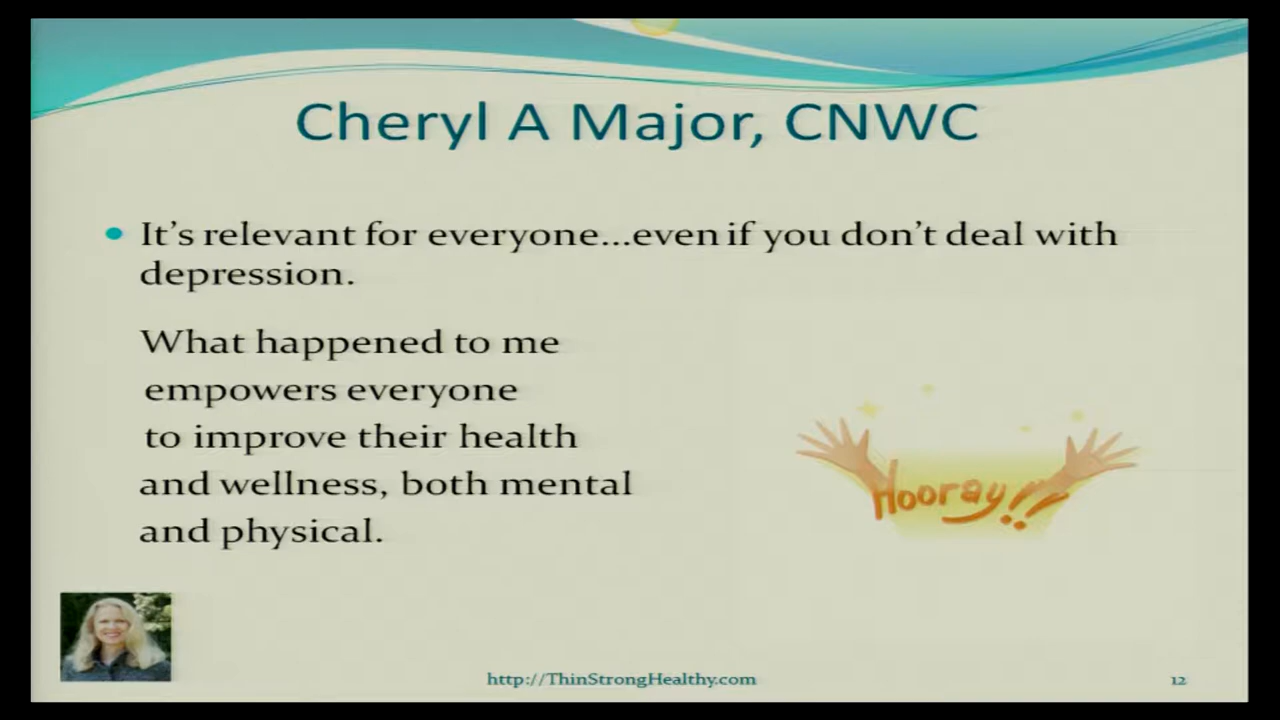 Cheryl A Major, CNWC
It's relevant for everyone...even if you don't deal with
depression.
What happened to me
empowers everyone
to improve their health
and wellness, both mental
and physical.
Hooray!!
http://ThinStrongHealthy.com
12